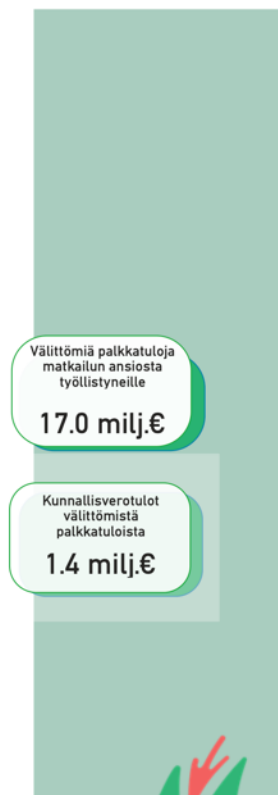 Välittömiä palkkatuloja
matkailun ansiosta
työllistyneille
17.0 milj.€
Kunnallisverotulot
välittömistä
palkkatuloista
1.4 milj.€